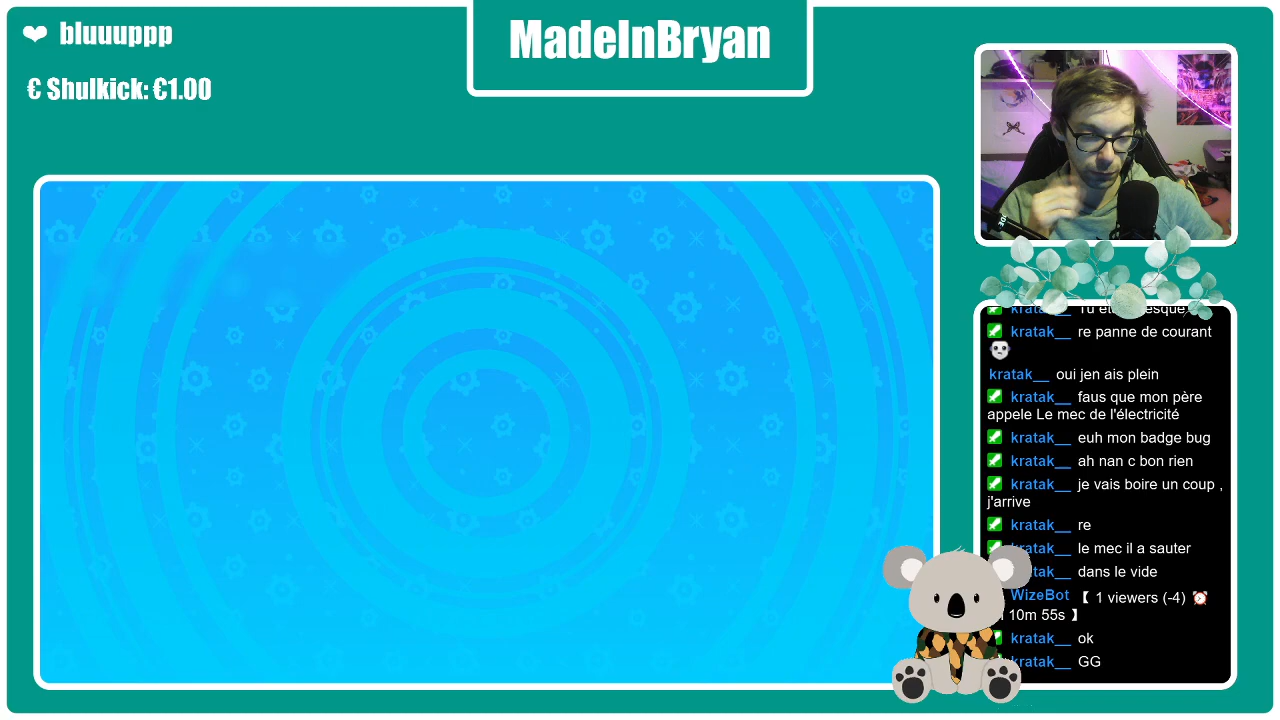 bluuuppp
€ Shulkick: €1.00
MadeInBryan
kratak__ re panne de courant
kratak__ oui jen ais plein
kratak__ faus que mon père
appele Le mec de l'électricité
kratak__ euh mon badge bug
kratak__ ah nan c bon rien
kratak__ je vais boire un coup ,
j'arrive
kratak__ re
kratak__ le mec il a sauter
dans le vide
WizeBot 【 1 viewers (-4) ⏰
10m 55s 】
kratak__ ok
kratak__ GG